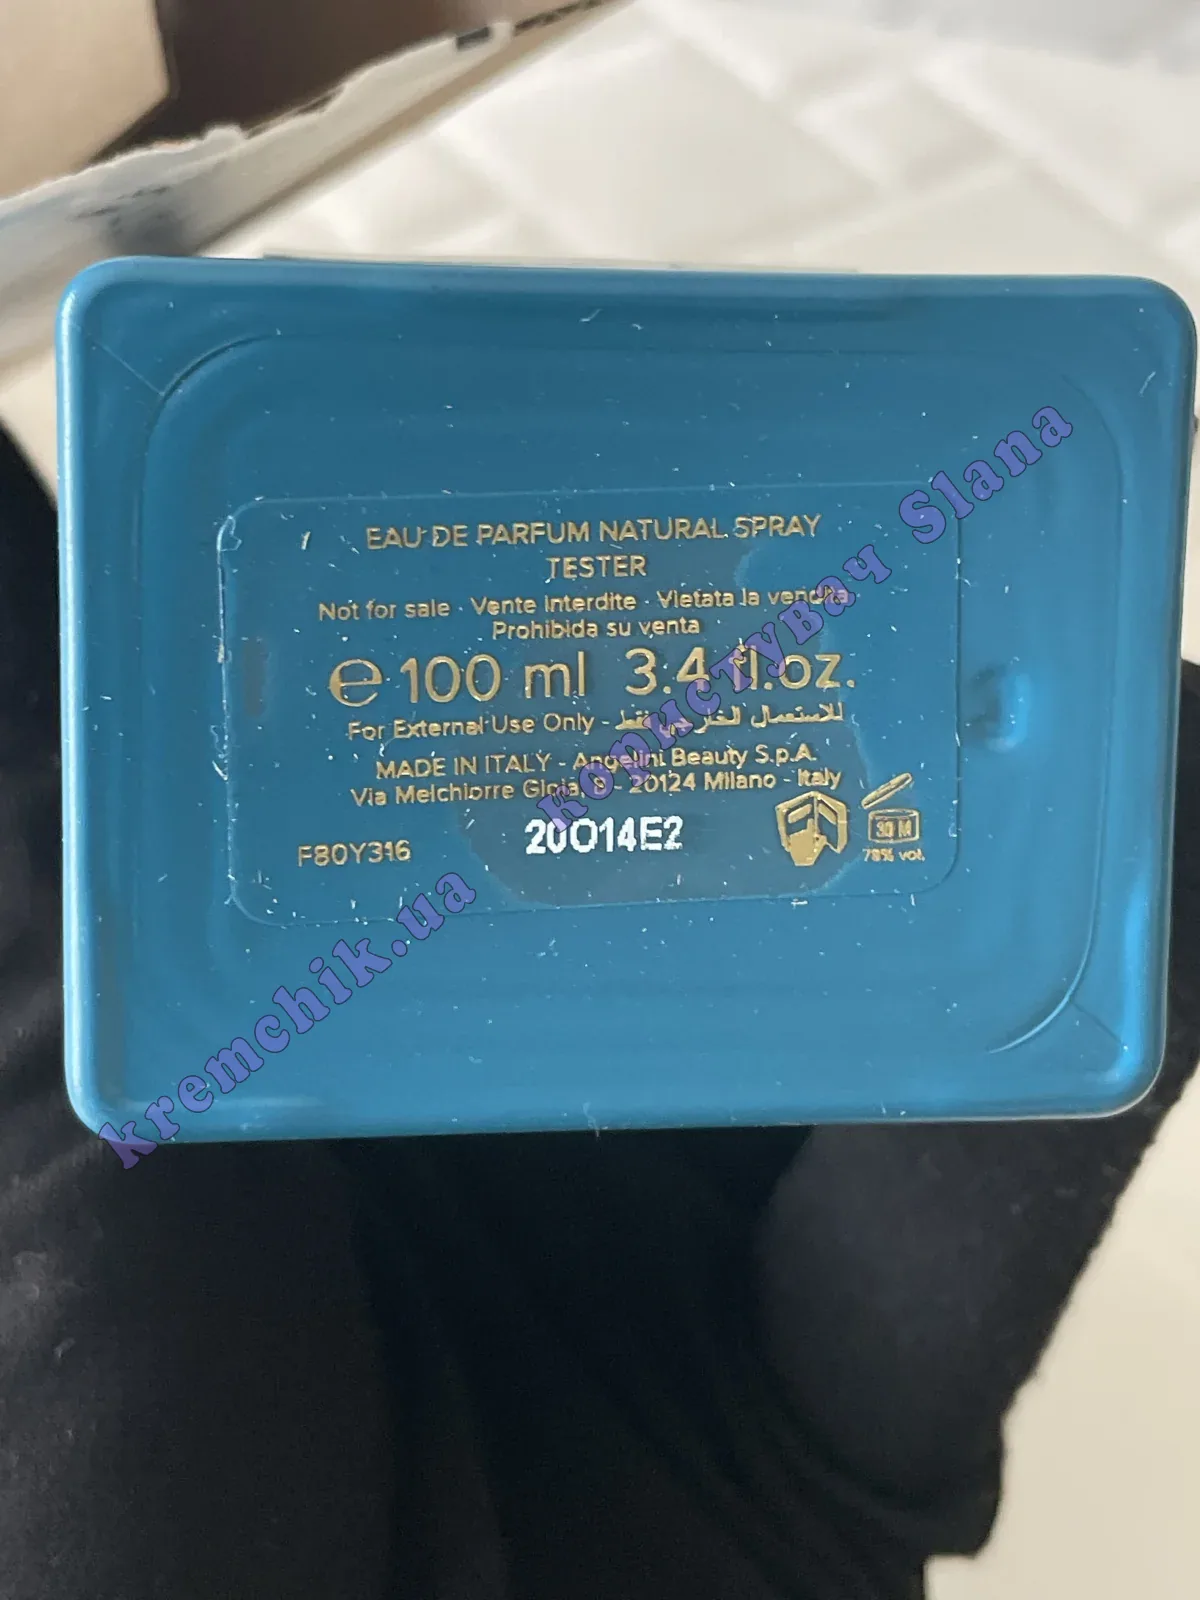 EAU DE PARFUM NATURAL SPRAY
TESTER
Not for sale · Vente interdite · Vietata la vendita
Prohibida su venta
℮ 100 ml 3.4 fl.oz.
For External Use Only - للاستعمال الخارجي فقط
MADE IN ITALY - Angelini Beauty S.p.A.
Via Melchiorre Gioia, 8 - 20124 Milano - Italy
F80Y316 20O14E2
30 M
78% vol.
kremchik.ua користувач Slana